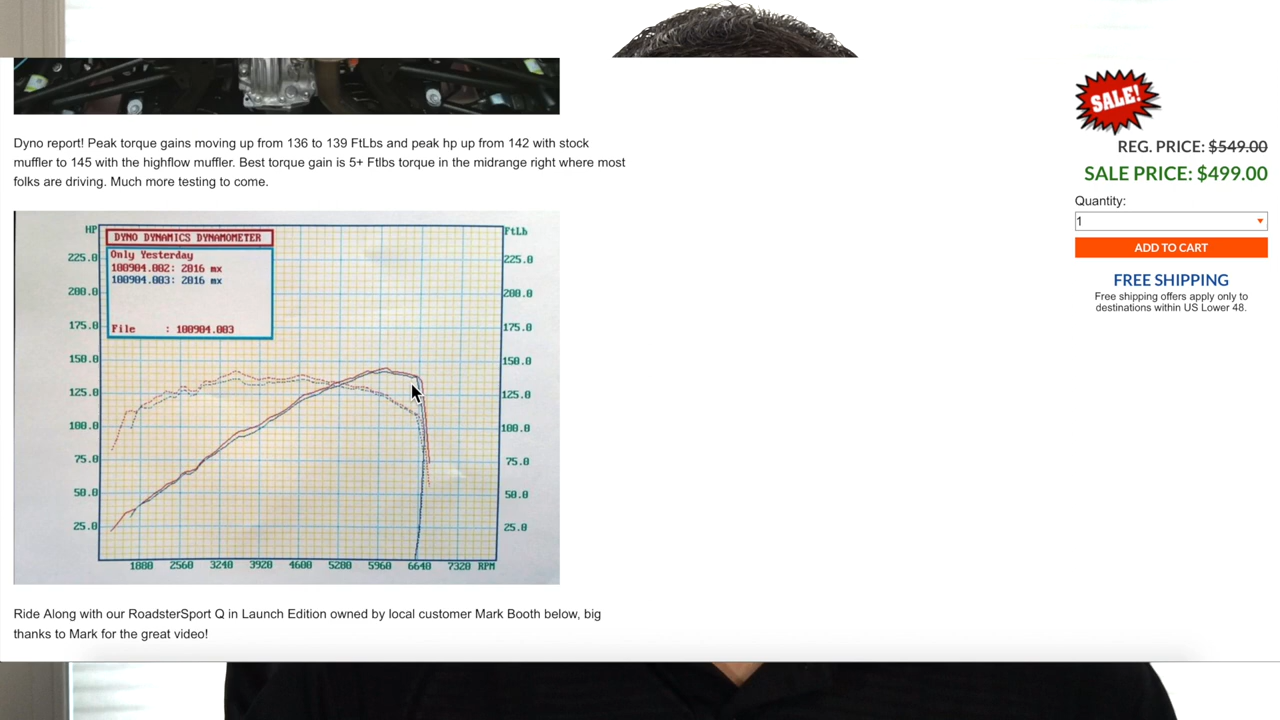 Dyno report! Peak torque gains moving up from 136 to 139 FtLbs and peak hp up from 142 with stock
muffler to 145 with the highflow muffler. Best torque gain is 5+ Ftlbs torque in the midrange right where most
folks are driving. Much more testing to come.
SALE!
REG. PRICE: $549.00
SALE PRICE: $499.00
Quantity:
1
ADD TO CART
FREE SHIPPING
Free shipping offers apply only to
destinations within US Lower 48.
HP
FtLb
DYNO DYNAMICS DYNAMOMETER
Only Yesterday
100904.002: 2016 mx
100904.003: 2016 mx
File : 100904.003
225.0
225.0
200.0
200.0
175.0
175.0
150.0
150.0
125.0
125.0
100.0
100.0
75.0
75.0
50.0
50.0
25.0
25.0
1880 2560 3240 3920 4600 5280 5960 6640 7320 RPM
Ride Along with our RoadsterSport Q in Launch Edition owned by local customer Mark Booth below, big
thanks to Mark for the great video!